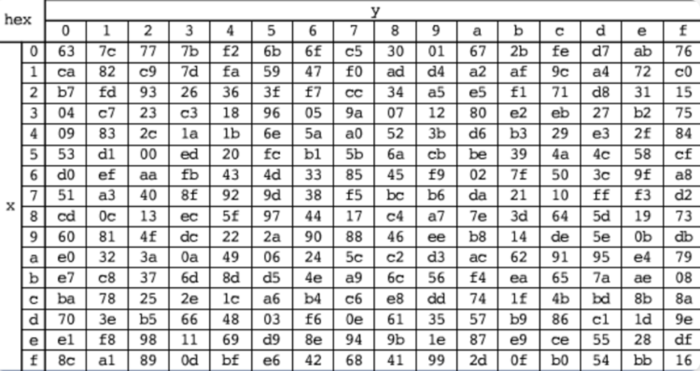 hex y
0 1 2 3 4 5 6 7 8 9 a b c d e f
0 63 7c 77 7b f2 6b 6f c5 30 01 67 2b fe d7 ab 76
1 ca 82 c9 7d fa 59 47 f0 ad d4 a2 af 9c a4 72 c0
2 b7 fd 93 26 36 3f f7 cc 34 a5 e5 f1 71 d8 31 15
3 04 c7 23 c3 18 96 05 9a 07 12 80 e2 eb 27 b2 75
4 09 83 2c 1a 1b 6e 5a a0 52 3b d6 b3 29 e3 2f 84
5 53 d1 00 ed 20 fc b1 5b 6a cb be 39 4a 4c 58 cf
6 d0 ef aa fb 43 4d 33 85 45 f9 02 7f 50 3c 9f a8
7 51 a3 40 8f 92 9d 38 f5 bc b6 da 21 10 ff f3 d2
x
8 cd 0c 13 ec 5f 97 44 17 c4 a7 7e 3d 64 5d 19 73
9 60 81 4f dc 22 2a 90 88 46 ee b8 14 de 5e 0b db
a e0 32 3a 0a 49 06 24 5c c2 d3 ac 62 91 95 e4 79
b e7 c8 37 6d 8d d5 4e a9 6c 56 f4 ea 65 7a ae 08
c ba 78 25 2e 1c a6 b4 c6 e8 dd 74 1f 4b bd 8b 8a
d 70 3e b5 66 48 03 f6 0e 61 35 57 b9 86 c1 1d 9e
e e1 f8 98 11 69 d9 8e 94 9b 1e 87 e9 ce 55 28 df
f 8c a1 89 0d bf e6 42 68 41 99 2d 0f b0 54 bb 16